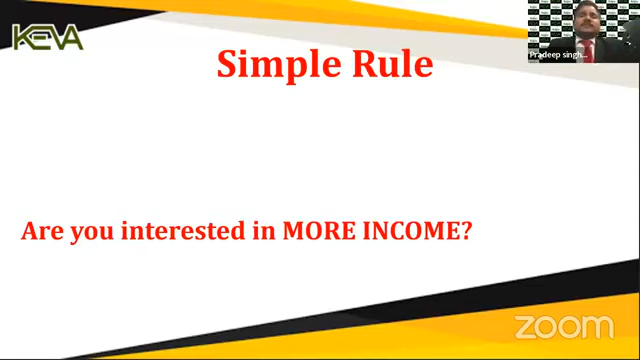 KEVA
Simple Rule
Pradeep singh...
Are you interested in MORE INCOME?
zoom